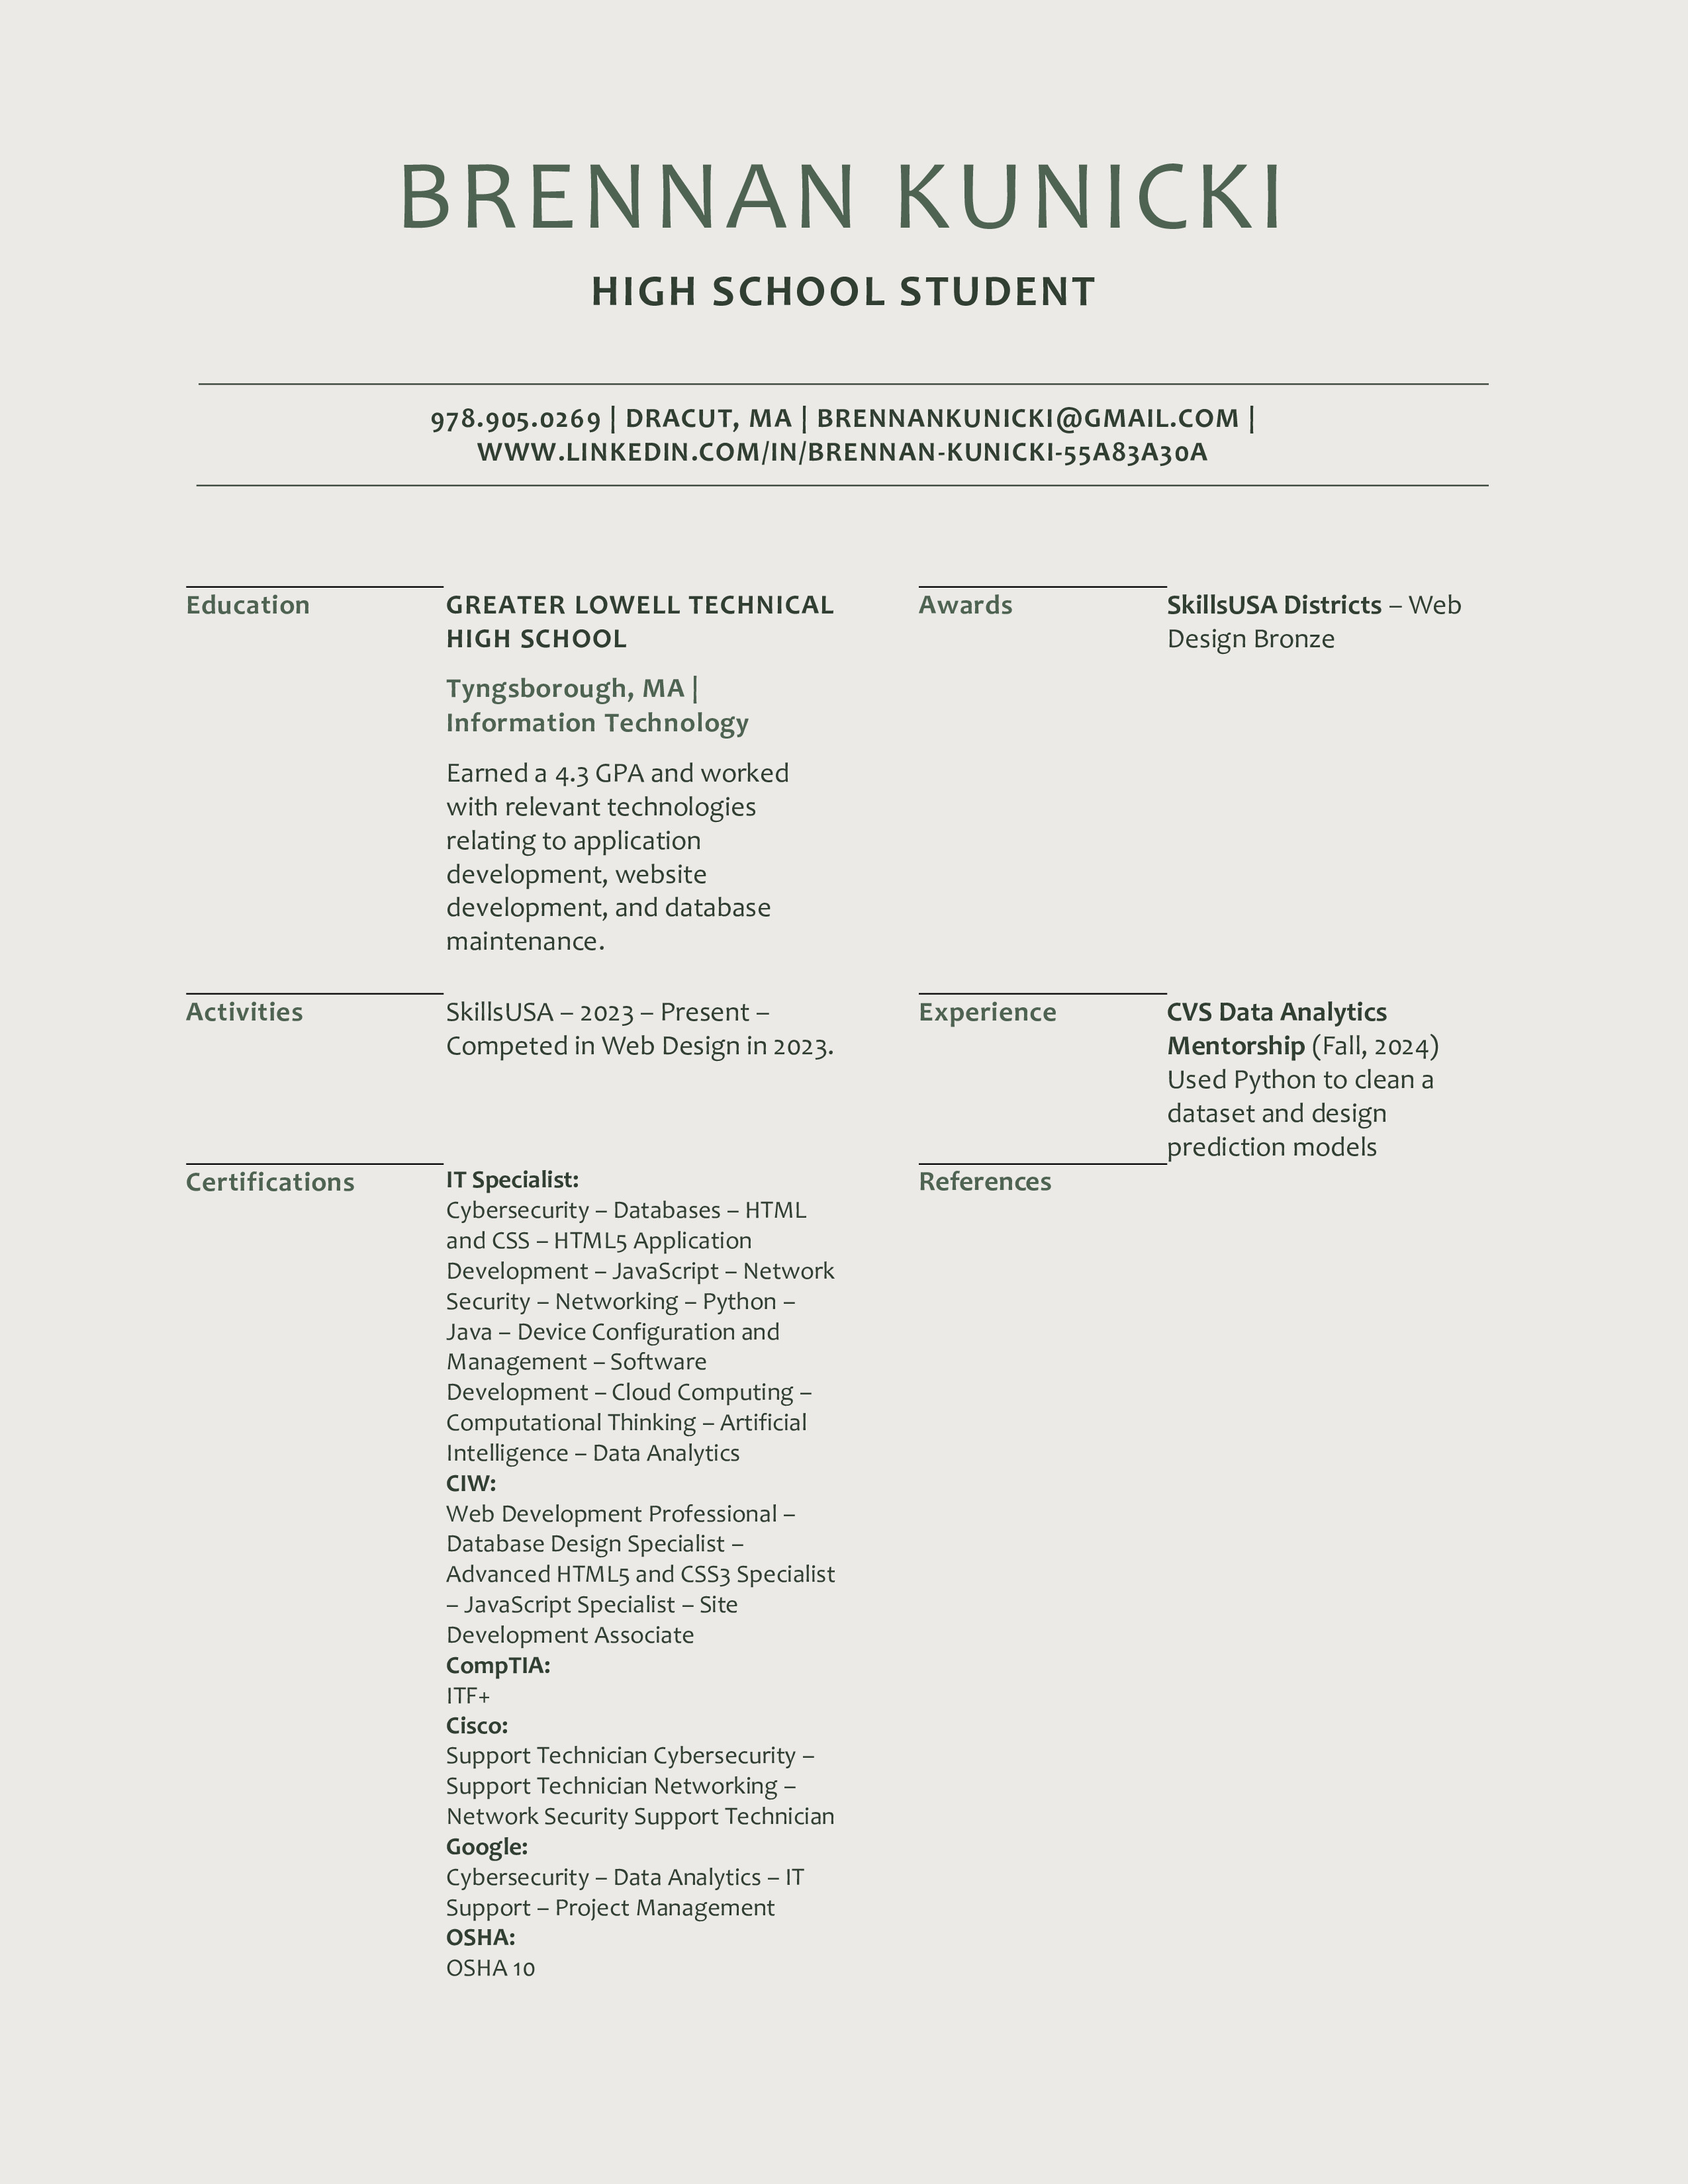 BRENNAN KUNICKI
HIGH SCHOOL STUDENT
978.905.0269 | DRACUT, MA | BRENNANKUNICKI@GMAIL.COM |
WWW.LINKEDIN.COM/IN/BRENNAN-KUNICKI-55A83A30A
Education
GREATER LOWELL TECHNICAL
HIGH SCHOOL
Tyngsborough, MA |
Information Technology
Earned a 4.3 GPA and worked
with relevant technologies
relating to application
development, website
development, and database
maintenance.
Awards
SkillsUSA Districts – Web
Design Bronze
Activities
SkillsUSA – 2023 – Present –
Competed in Web Design in 2023.
Experience
CVS Data Analytics
Mentorship (Fall, 2024)
Used Python to clean a
dataset and design
prediction models
Certifications
IT Specialist:
Cybersecurity – Databases – HTML
and CSS – HTML5 Application
Development – JavaScript – Network
Security – Networking – Python –
Java – Device Configuration and
Management – Software
Development – Cloud Computing –
Computational Thinking – Artificial
Intelligence – Data Analytics
CIW:
Web Development Professional –
Database Design Specialist –
Advanced HTML5 and CSS3 Specialist
– JavaScript Specialist – Site
Development Associate
CompTIA:
ITF+
Cisco:
Support Technician Cybersecurity –
Support Technician Networking –
Network Security Support Technician
Google:
Cybersecurity – Data Analytics – IT
Support – Project Management
OSHA:
OSHA 10
References